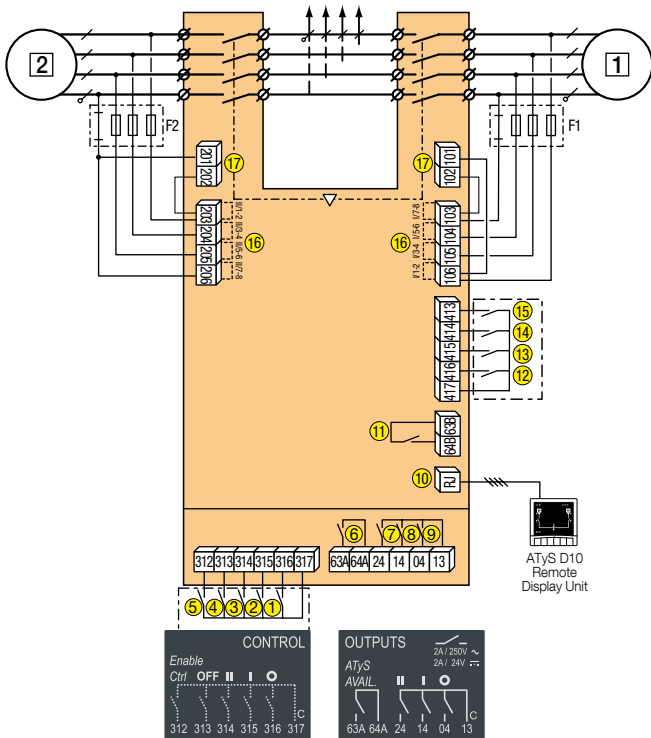 2
1
F2
F1
201
202
17
17
101
102
203
204
205
206
II/1-2
II/3-4
II/5-6
II/7-8
16
16
I/7-8
I/5-6
I/3-4
I/1-2
103
104
105
106
413
414
415
416
417
15
14
13
12
11
63B
64B
10
RJ
ATyS D10
Remote
Display Unit
6
7
8
9
312
313
314
315
316
317
63A
64A
24
14
04
13
5
4
3
2
1
CONTROL
Enable
Ctrl OFF II I O
C
312 313 314 315 316 317
OUTPUTS
2A / 250V ~
2A / 24V ⎓
ATyS
AVAIL. II I O
C
63A 64A 24 14 04 13